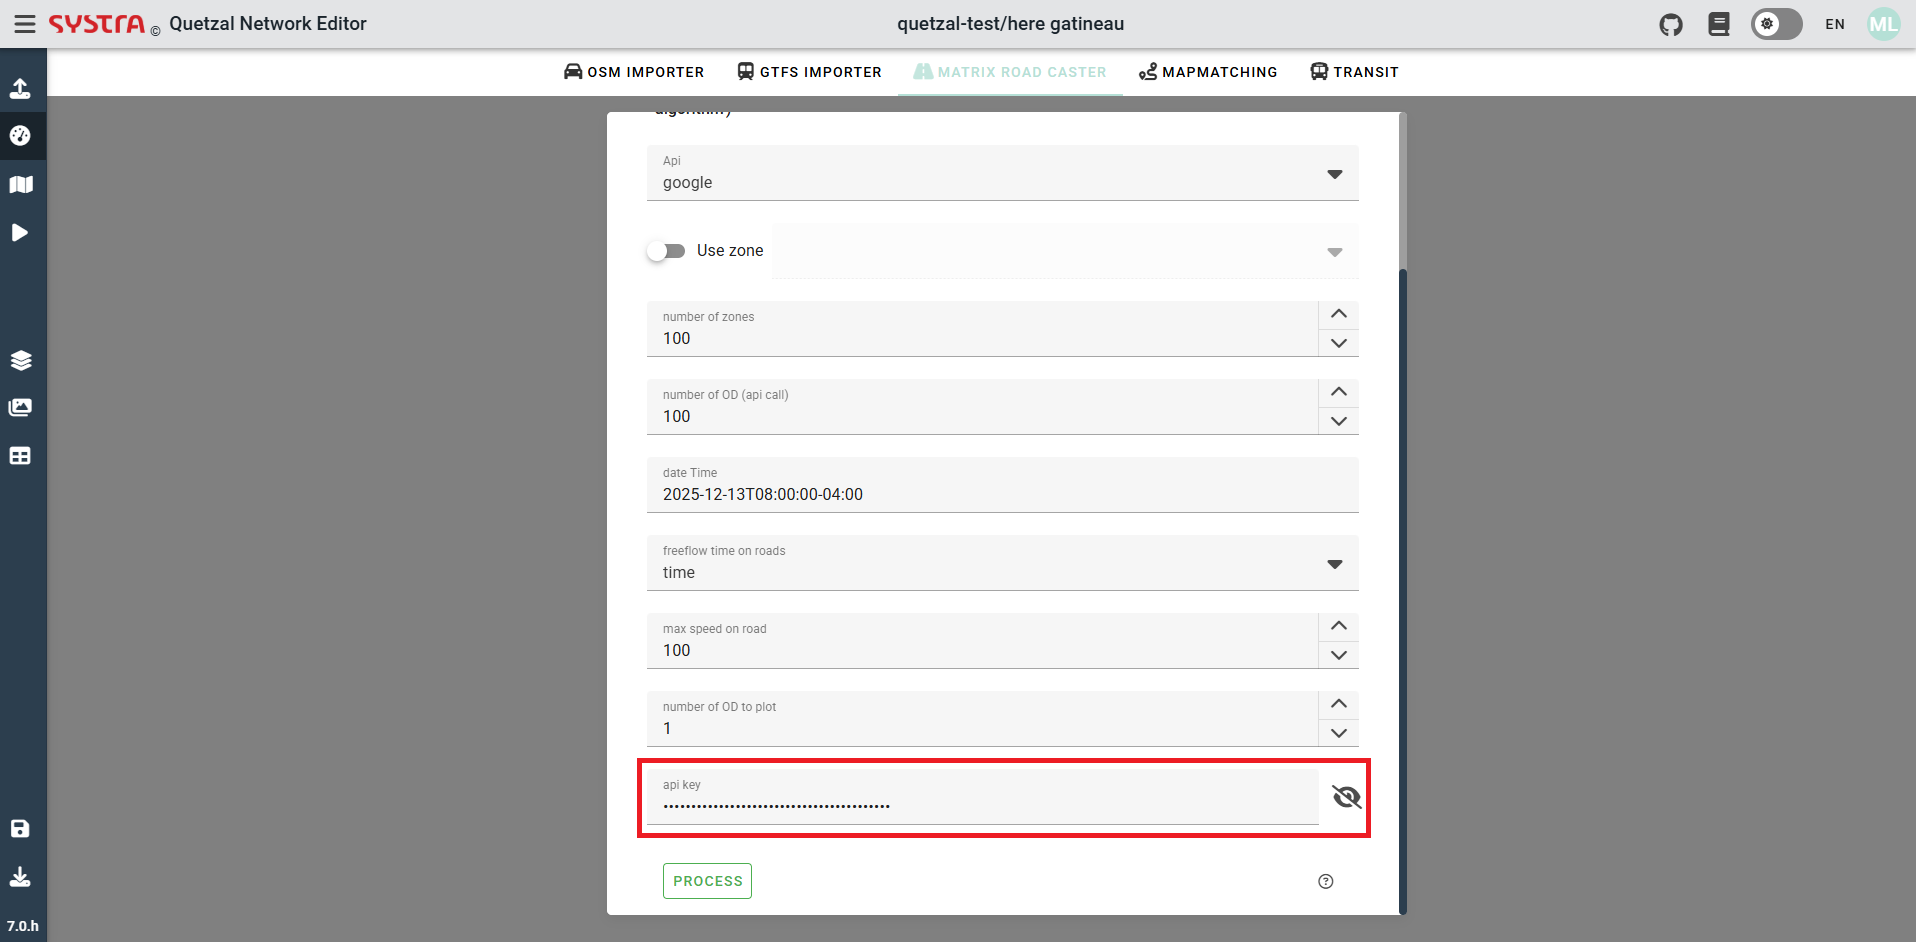 SYSTRA © Quetzal Network Editor
quetzal-test/here gatineau
EN
ML
OSM IMPORTER
GTFS IMPORTER
MATRIX ROAD CASTER
MAPMATCHING
TRANSIT
algorithm)
Api
google
Use zone
number of zones
100
number of OD (api call)
100
date Time
2025-12-13T08:00:00-04:00
freeflow time on roads
time
max speed on road
100
number of OD to plot
1
api key
PROCESS
7.0.h